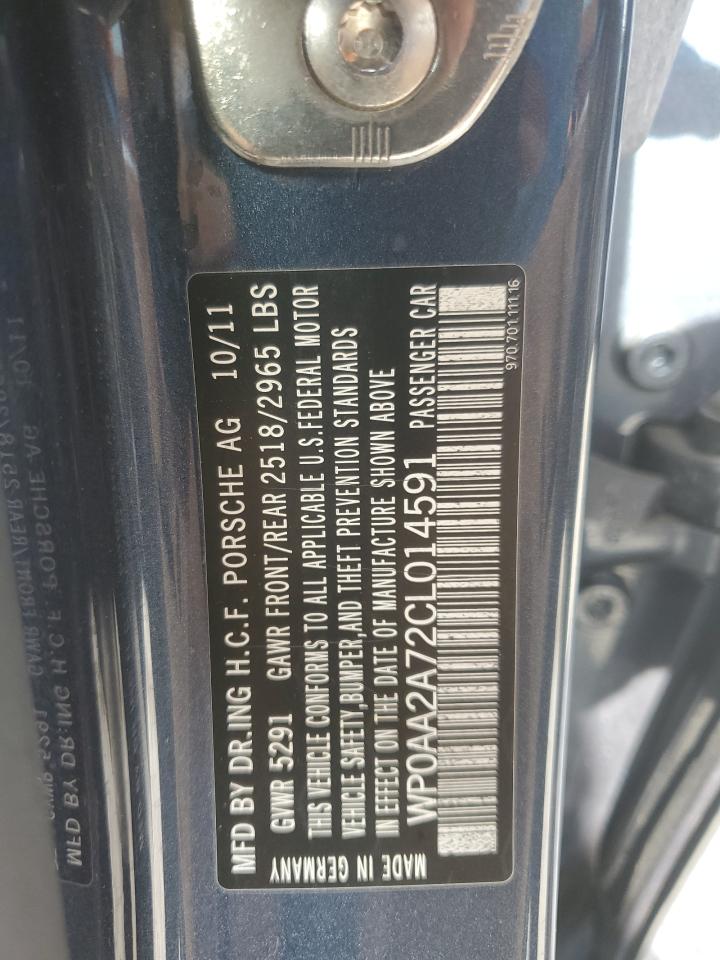 MFD BY DR.ING H.C.F. PORSCHE AG 10/11
GVWR 5291 GAWR FRONT/REAR 2518/2965 LBS
THIS VEHICLE CONFORMS TO ALL APPLICABLE U.S.FEDERAL MOTOR
VEHICLE SAFETY,BUMPER,AND THEFT PREVENTION STANDARDS
IN EFFECT ON THE DATE OF MANUFACTURE SHOWN ABOVE
WP0AA2A72CL014591 PASSENGER CAR
MADE IN GERMANY
970.701.111.16